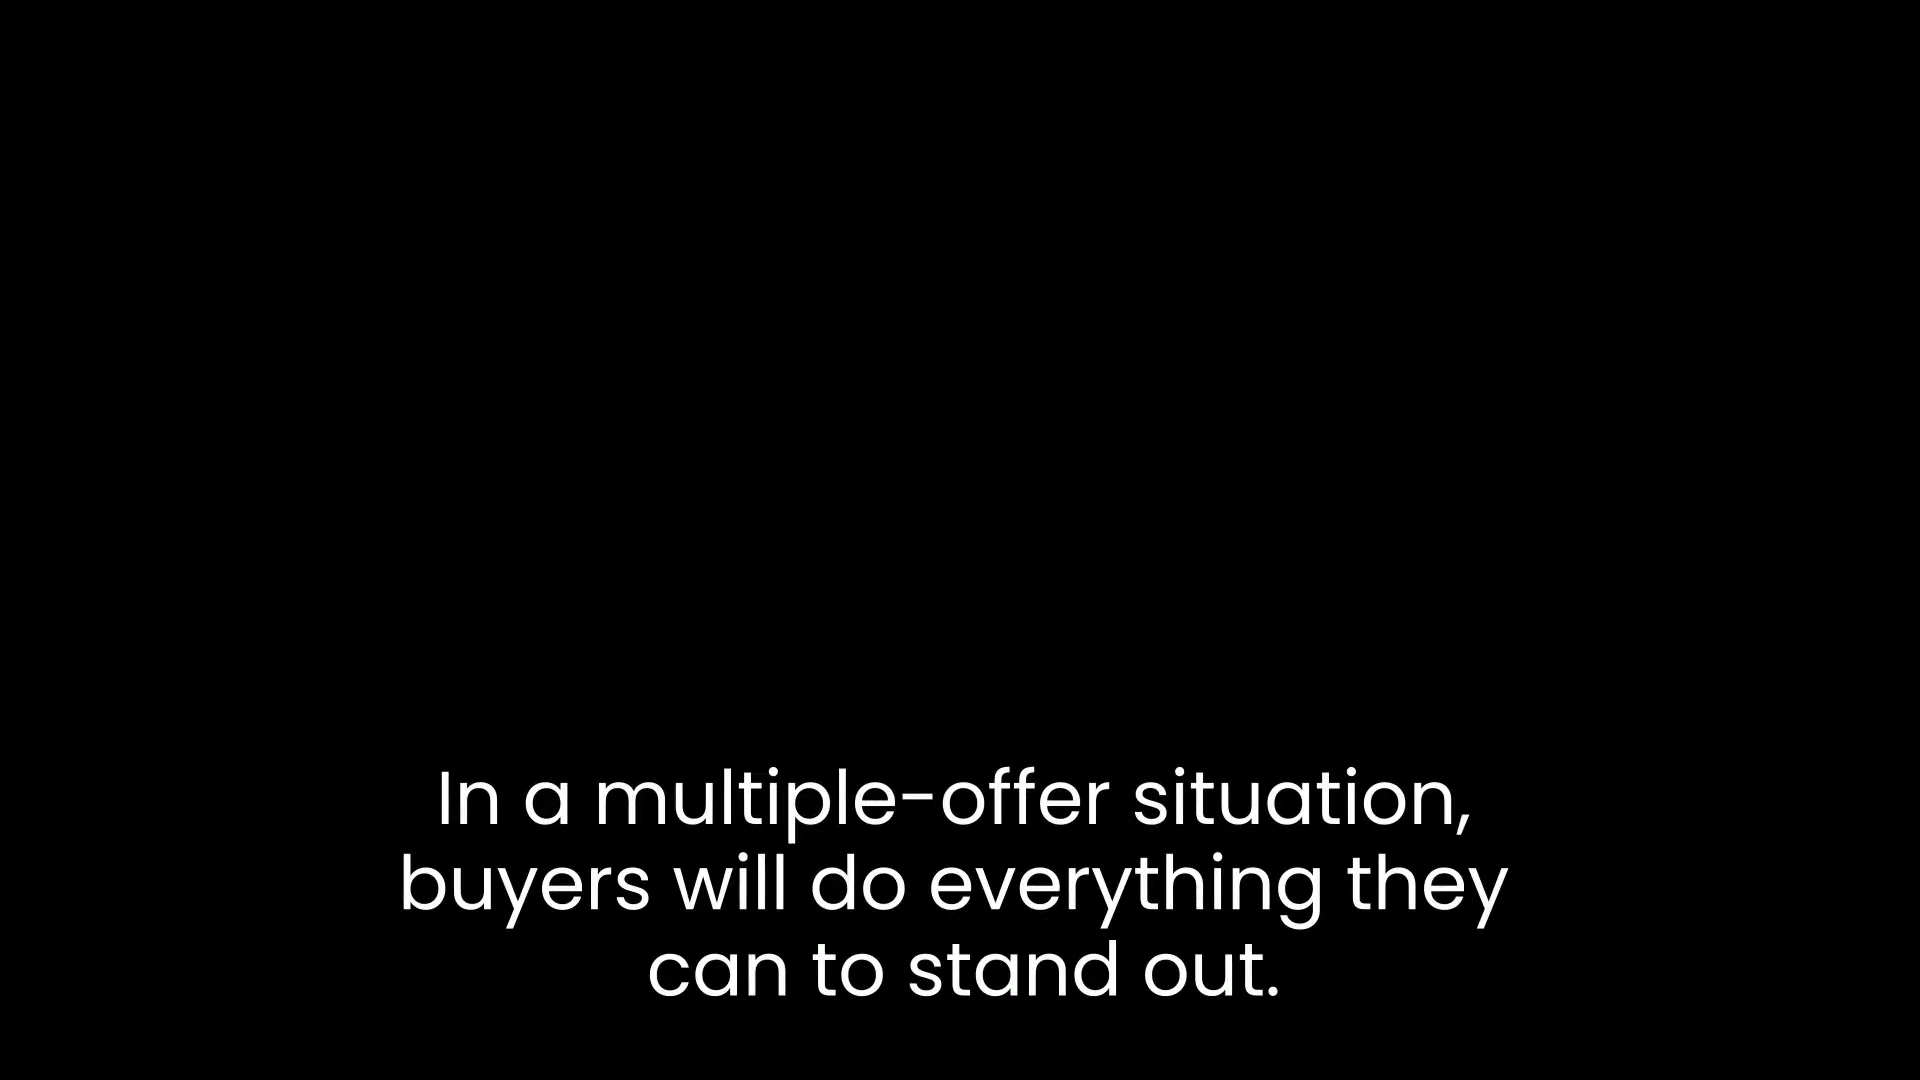 In a multiple-offer situation,
buyers will do everything they
can to stand out.